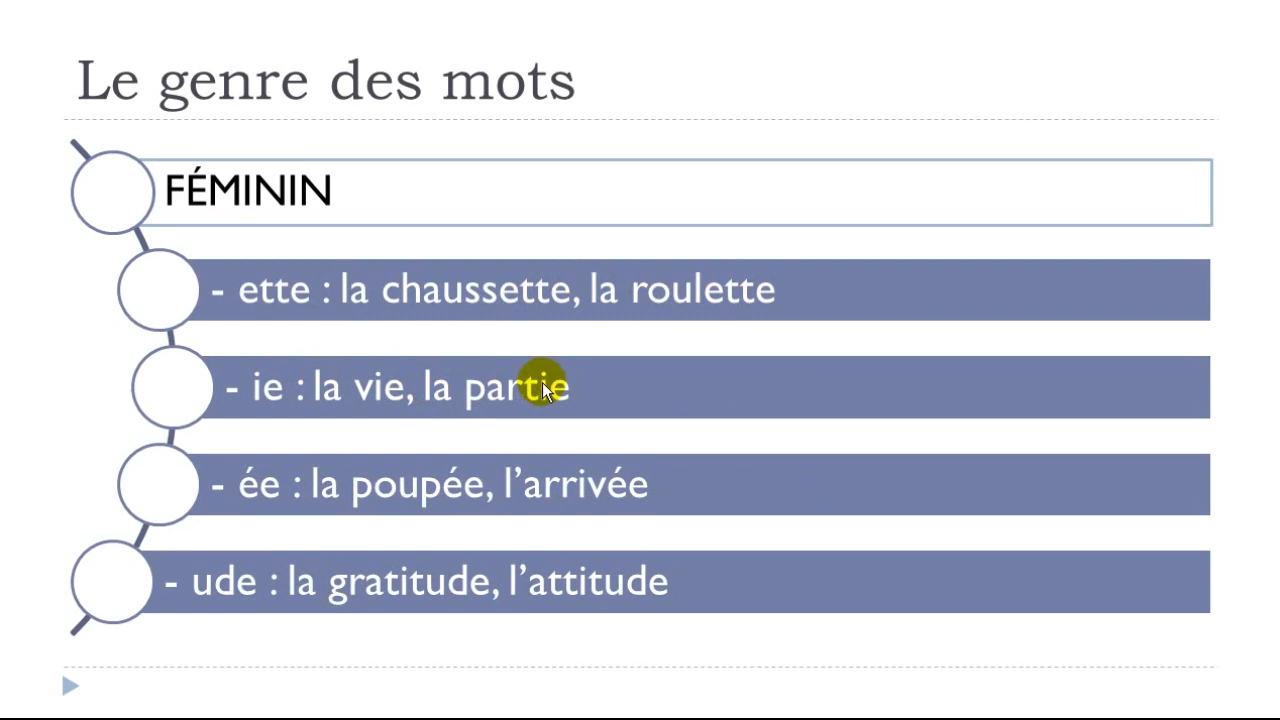 Le genre des mots
FÉMININ
- ette : la chaussette, la roulette
- ie : la vie, la partie
- ée : la poupée, l’arrivée
- ude : la gratitude, l’attitude